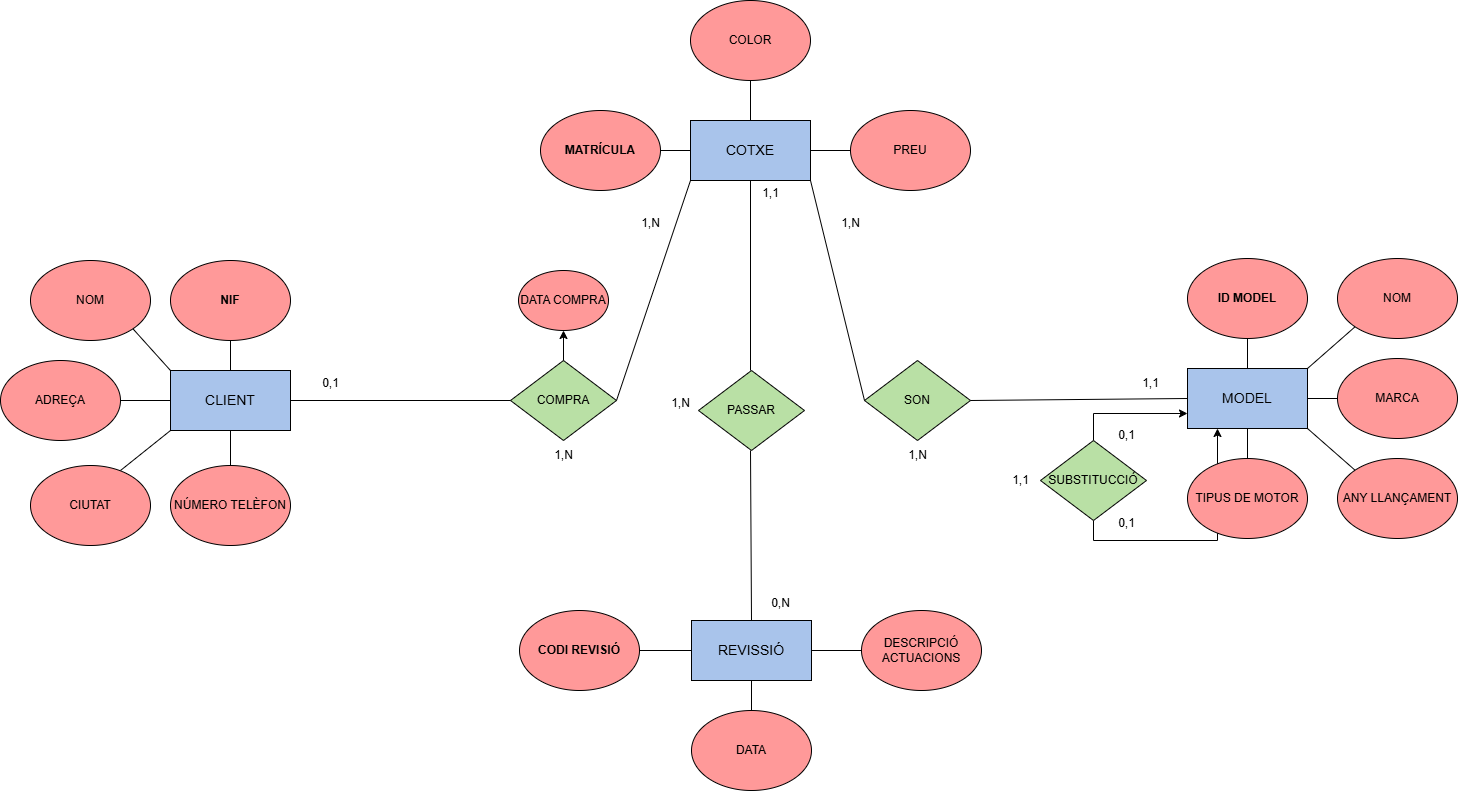 COLOR
MATRÍCULA
COTXE
PREU
1,1
1,N
1,N
NOM
NIF
DATA COMPRA
ID MODEL
NOM
0,1
1,1
ADREÇA
CLIENT
COMPRA
1,N
PASSAR
SON
MODEL
MARCA
0,1
1,N
1,N
1,1
SUBSTITUCCIÓ
CIUTAT
NÚMERO TELÈFON
TIPUS DE MOTOR
ANY LLANÇAMENT
0,1
0,N
CODI REVISIÓ
REVISSIÓ
DESCRIPCIÓ
ACTUACIONS
DATA